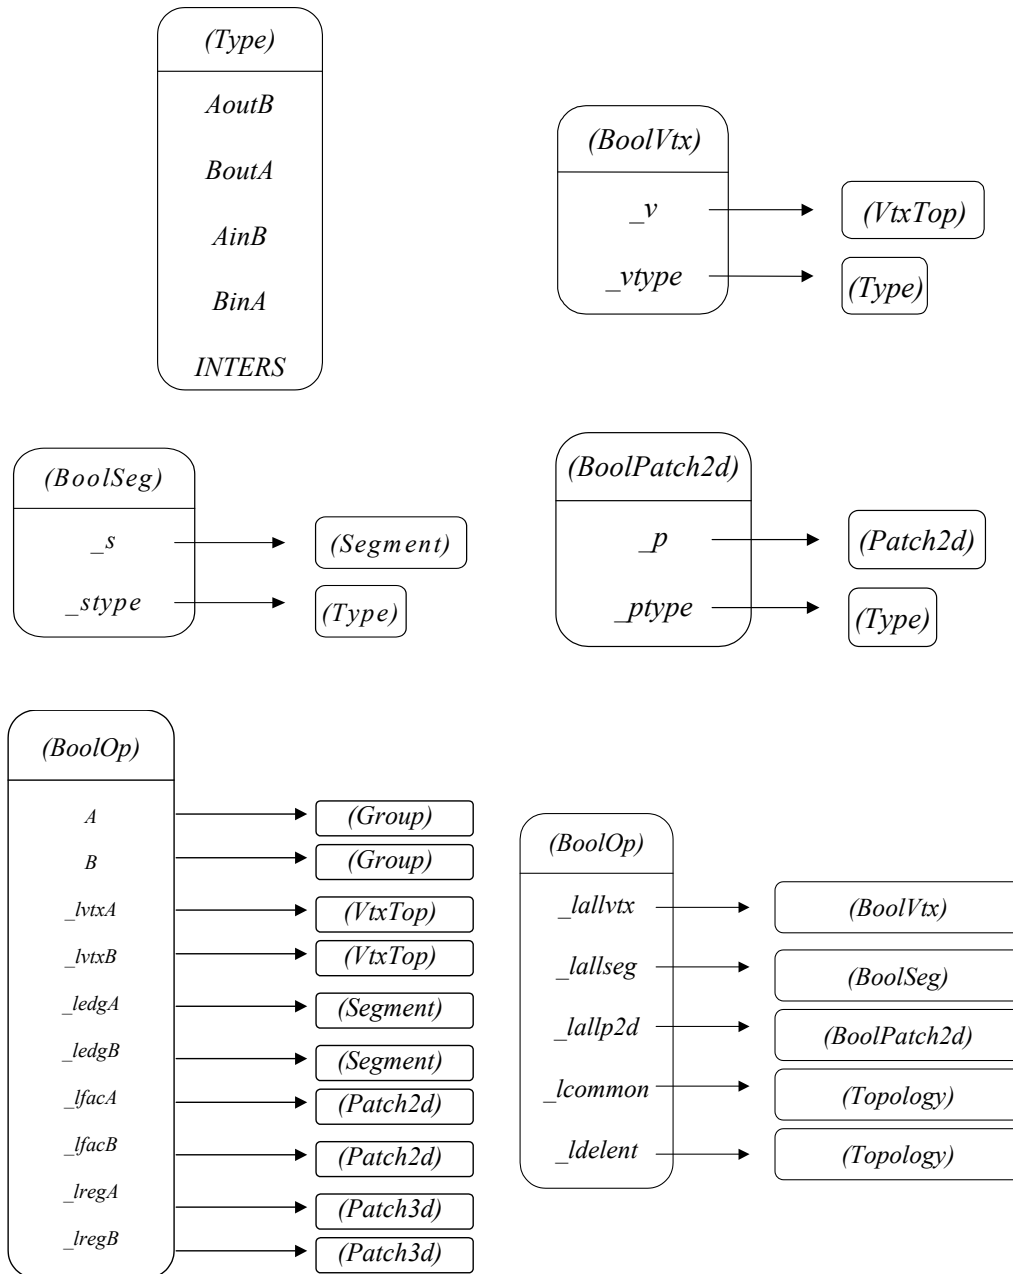 (Type)
AoutB
BoutA
AinB
BinA
INTERS
(BoolVtx)
_v
(VtxTop)
_vtype
(Type)
(BoolSeg)
_s
(Segment)
_stype
(Type)
(BoolPatch2d)
_p
(Patch2d)
_ptype
(Type)
(BoolOp)
A
(Group)
B
(Group)
_lvtxA
(VtxTop)
_lvtxB
(VtxTop)
_ledgA
(Segment)
_ledgB
(Segment)
_lfacA
(Patch2d)
_lfacB
(Patch2d)
_lregA
(Patch3d)
_lregB
(Patch3d)
(BoolOp)
_lallvtx
(BoolVtx)
_lallseg
(BoolSeg)
_lallp2d
(BoolPatch2d)
_lcommon
(Topology)
_ldelent
(Topology)